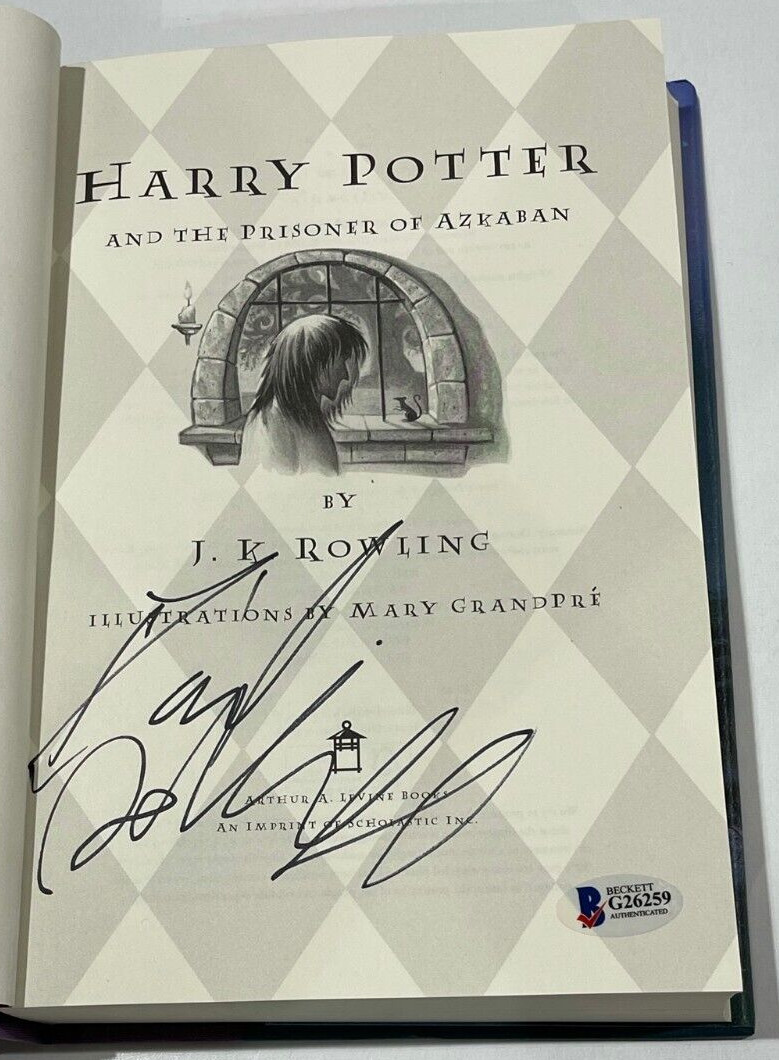 HARRY POTTER
AND THE PRISONER OF AZKABAN
BY
J. K. ROWLING
ILLUSTRATIONS BY MARY GRANDPRÉ
ARTHUR A. LEVINE BOOKS
AN IMPRINT OF SCHOLASTIC INC.
BECKETT
G26259
AUTHENTICATED